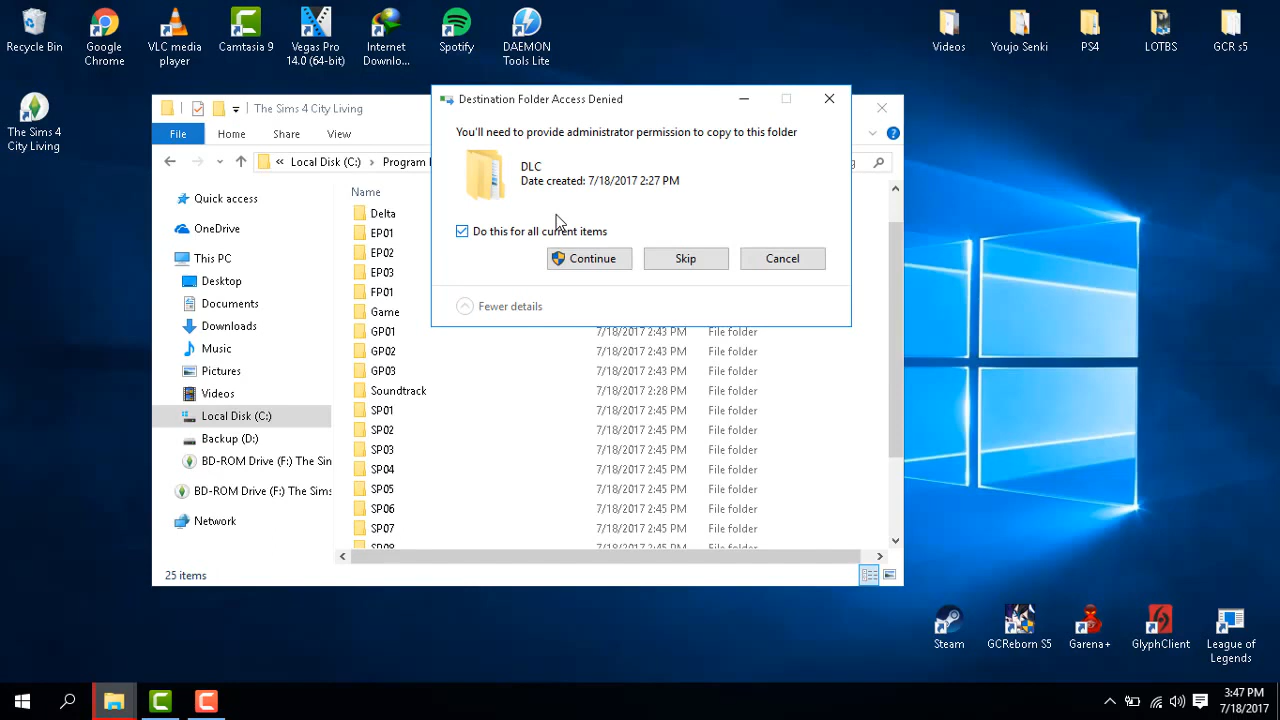 Recycle Bin
Google
Chrome
VLC media
player
Camtasia 9
Vegas Pro
14.0 (64-bit)
Internet
Downlo...
Spotify
DAEMON
Tools Lite
Videos
Youjo Senki
PS4
LOTBS
GCR s5
The Sims 4
City Living
The Sims 4 City Living
File
Home
Share
View
« Local Disk (C:) > Program
Quick access
OneDrive
This PC
Desktop
Documents
Downloads
Music
Pictures
Videos
Local Disk (C:)
Backup (D:)
BD-ROM Drive (F:) The Sim
BD-ROM Drive (F:) The Sims
Network
Name
Delta
EP01
EP02
EP03
FP01
Game
GP01 7/18/2017 2:43 PM File folder
GP02 7/18/2017 2:43 PM File folder
GP03 7/18/2017 2:43 PM File folder
Soundtrack 7/18/2017 2:28 PM File folder
SP01 7/18/2017 2:45 PM File folder
SP02 7/18/2017 2:45 PM File folder
SP03 7/18/2017 2:45 PM File folder
SP04 7/18/2017 2:45 PM File folder
SP05 7/18/2017 2:45 PM File folder
SP06 7/18/2017 2:45 PM File folder
SP07 7/18/2017 2:45 PM File folder
SP08 7/18/2017 2:45 PM File folder
25 items
Destination Folder Access Denied
You'll need to provide administrator permission to copy to this folder
DLC
Date created: 7/18/2017 2:27 PM
Do this for all current items
Continue
Skip
Cancel
Fewer details
Steam
GCReborn S5
Garena+
GlyphClient
League of
Legends
3:47 PM
7/18/2017